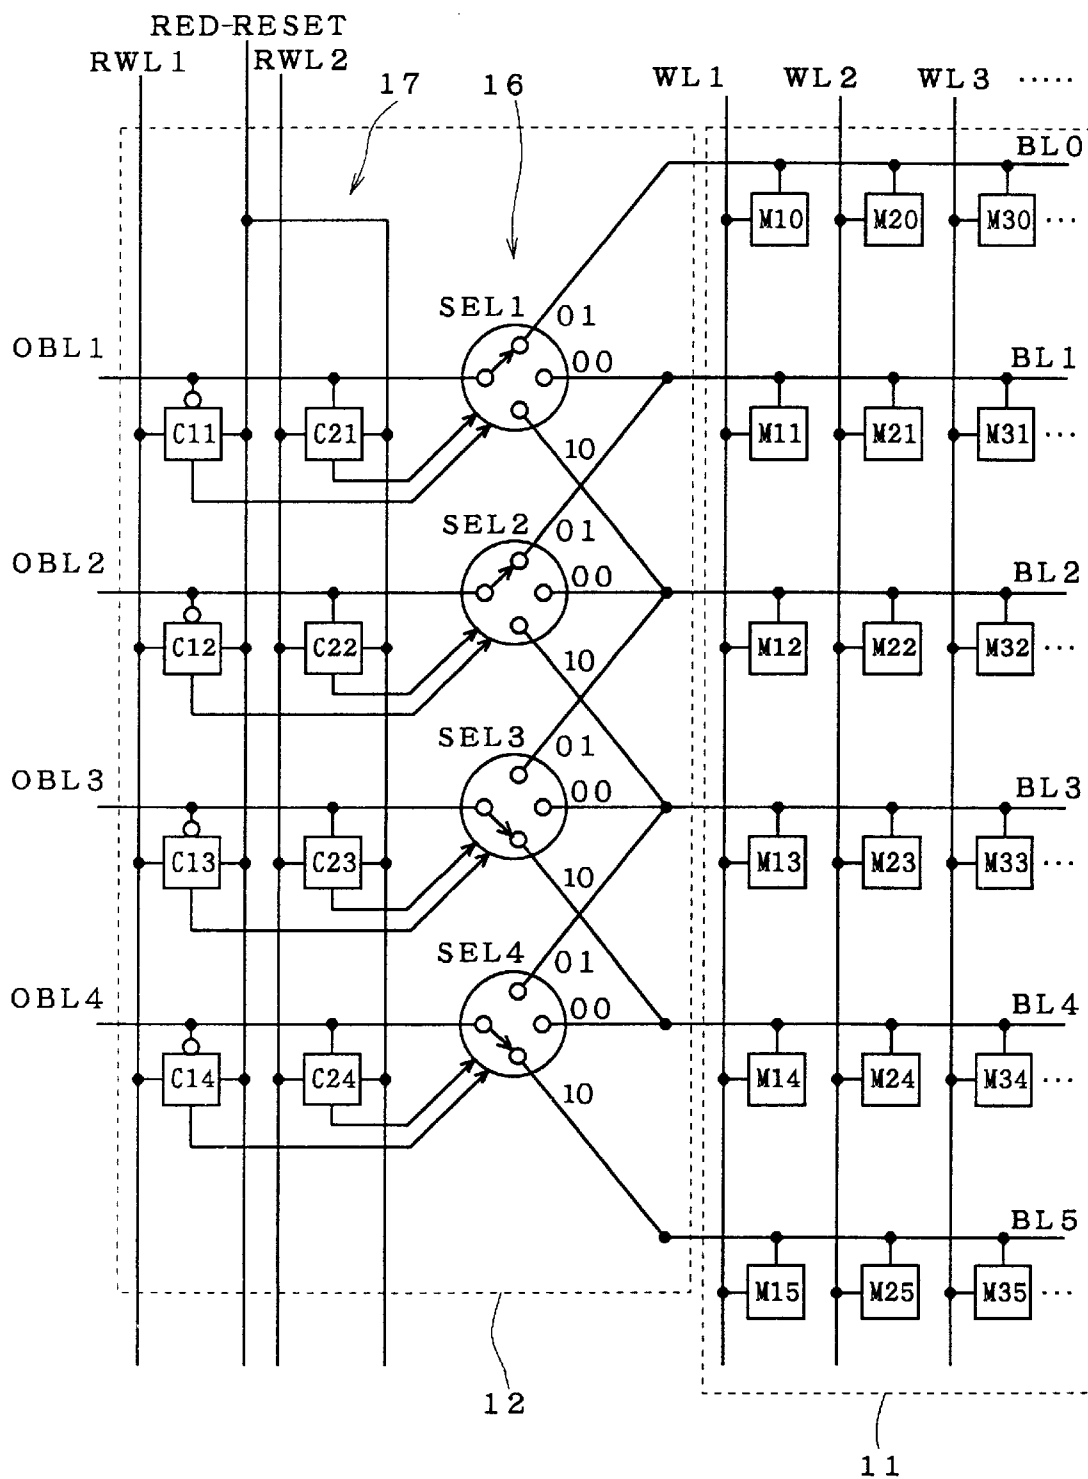 RED-RESET
RWL1 RWL2
17 16
WL1 WL2 WL3 .....
BL0
M10 M20 M30 ...
SEL1
01
OBL1 00 BL1
C11 C21 M11 M21 M31 ...
10
SEL2 01
OBL2 00 BL2
C12 C22 M12 M22 M32 ...
10
SEL3 01
OBL3 00 BL3
C13 C23 M13 M23 M33 ...
10
SEL4 01
OBL4 00 BL4
C14 C24 M14 M24 M34 ...
10
BL5
M15 M25 M35 ...
12
11